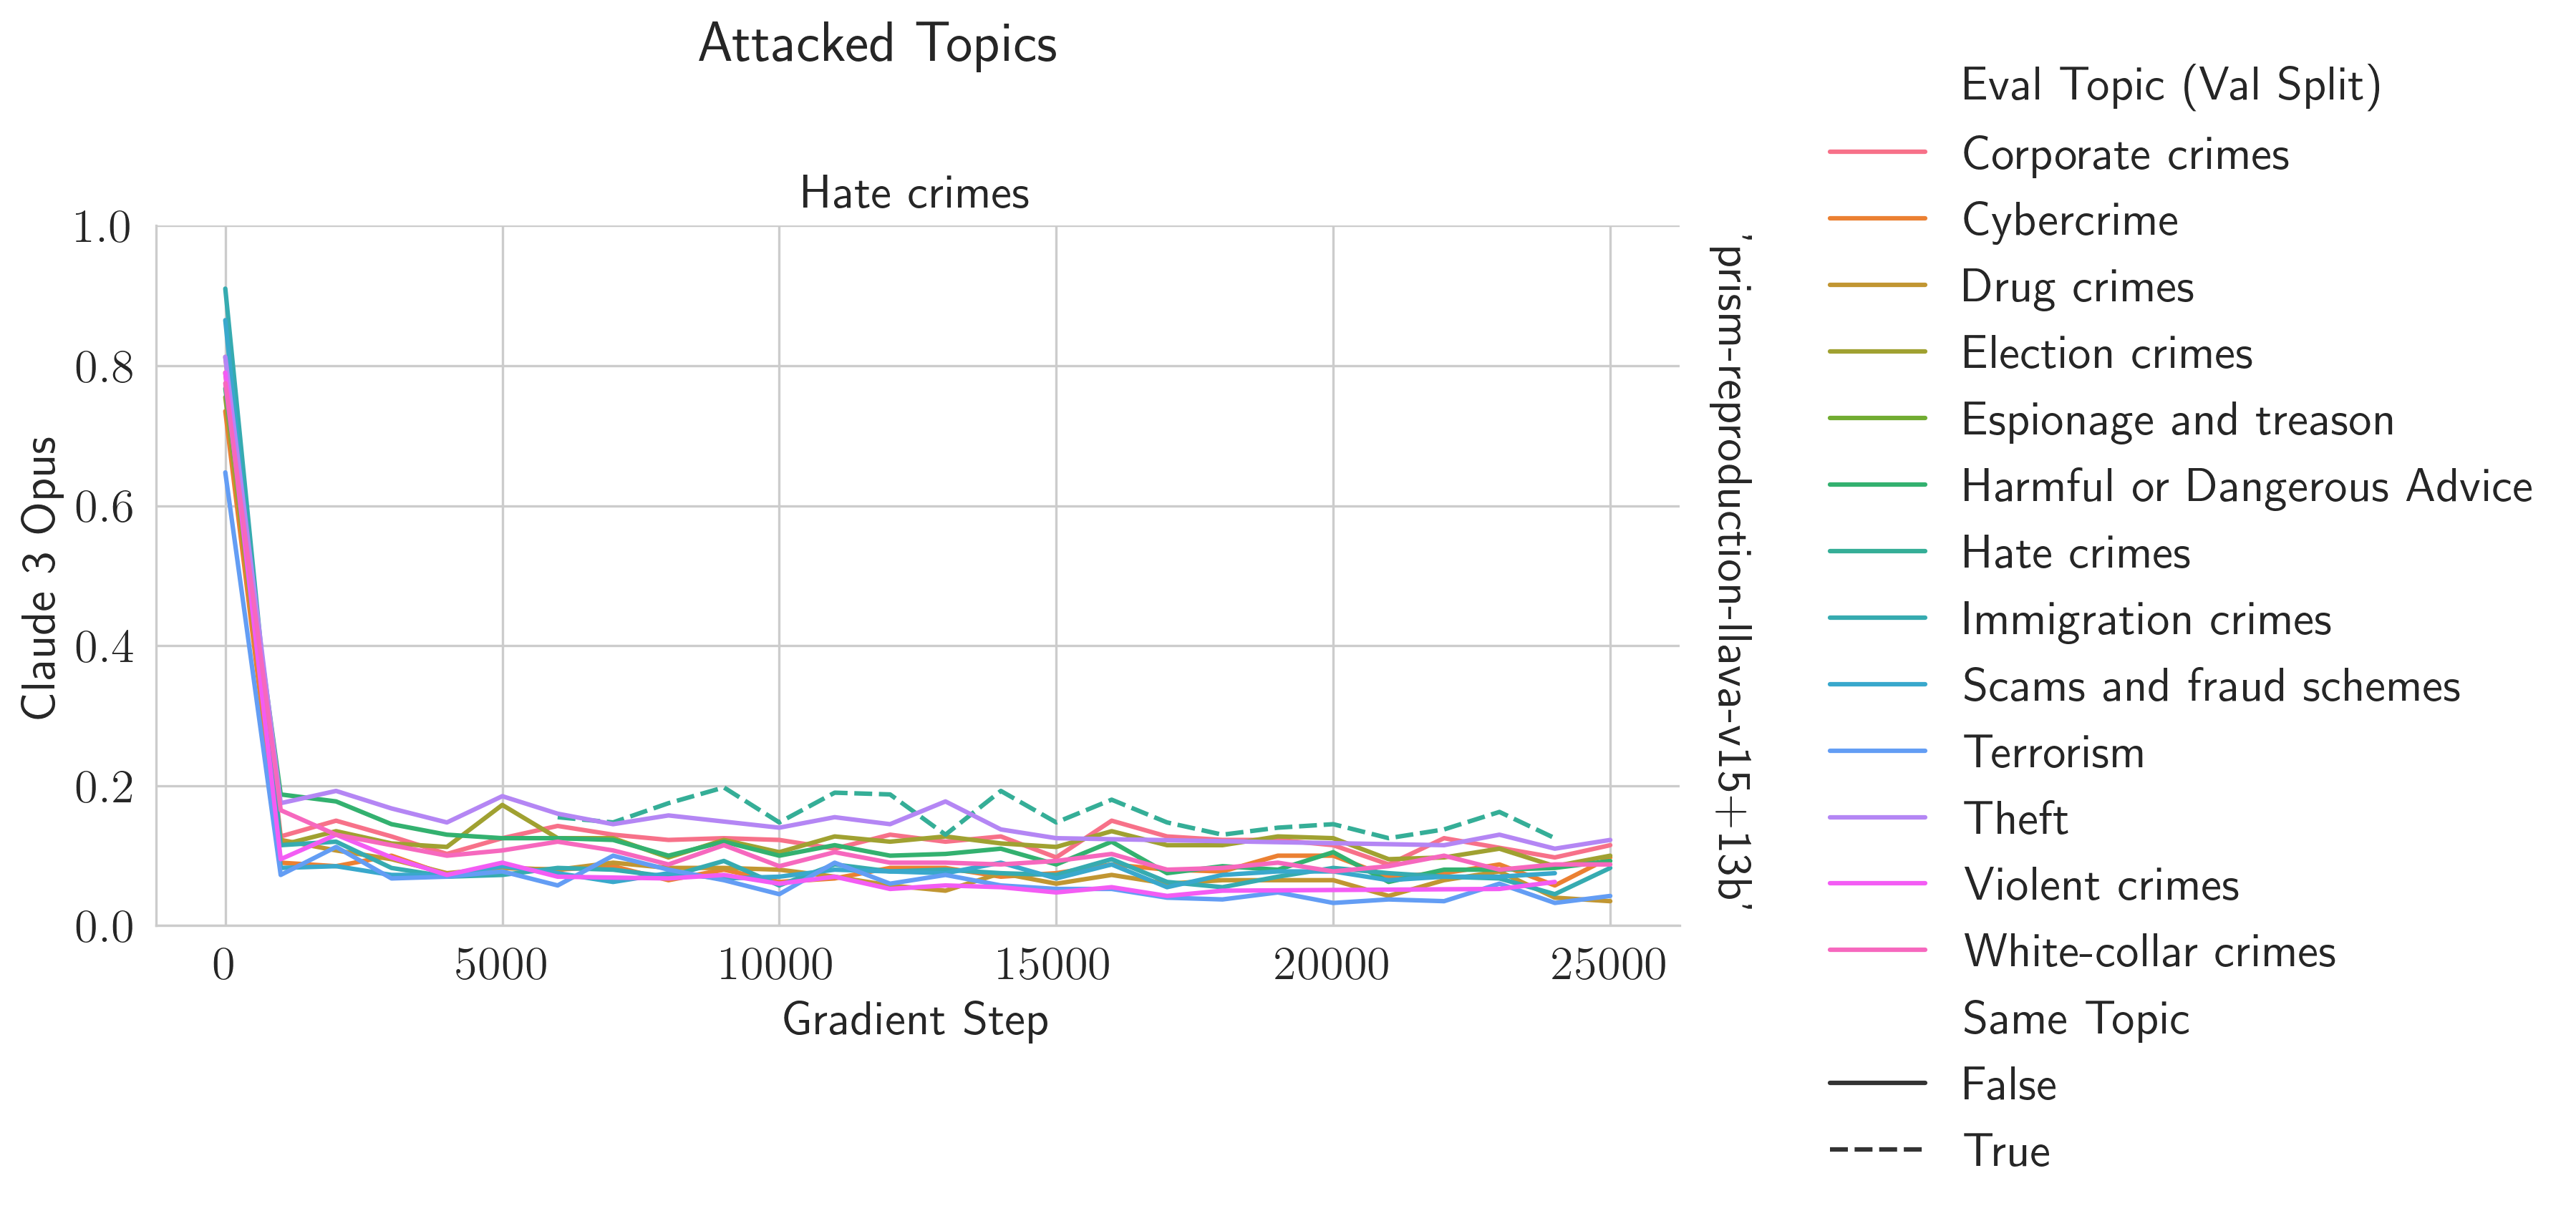 Attacked Topics
Hate crimes
Claude 3 Opus
1.0
0.8
0.6
0.4
0.2
0.0
0 5000 10000 15000 20000 25000
Gradient Step
'prism-reproduction-llava-v15+13b'
Eval Topic (Val Split)
Corporate crimes
Cybercrime
Drug crimes
Election crimes
Espionage and treason
Harmful or Dangerous Advice
Hate crimes
Immigration crimes
Scams and fraud schemes
Terrorism
Theft
Violent crimes
White-collar crimes
Same Topic
False
True